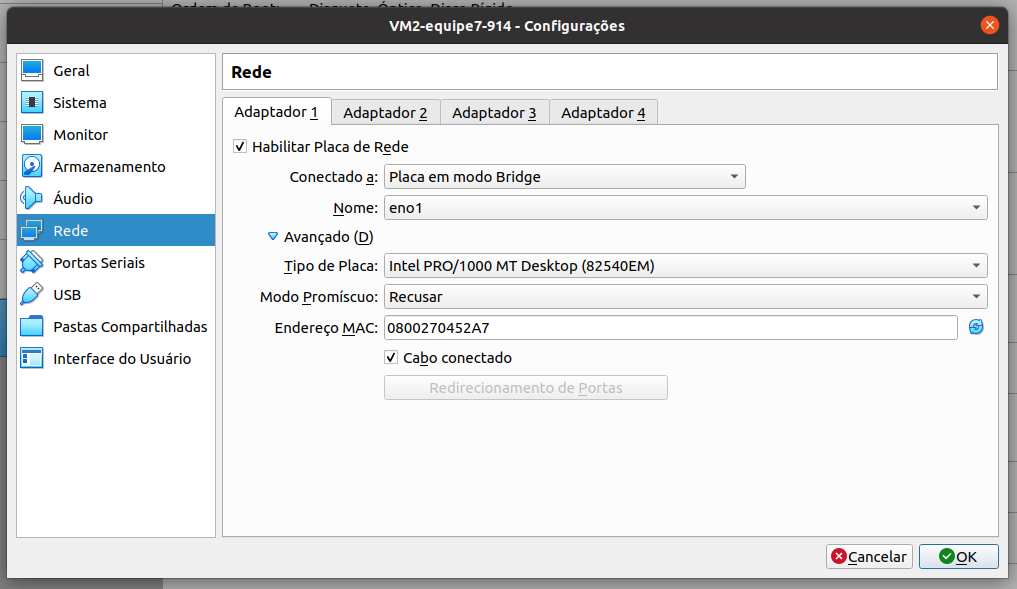 VM2-equipe7-914 - Configurações
Geral
Sistema
Monitor
Armazenamento
Áudio
Rede
Portas Seriais
USB
Pastas Compartilhadas
Interface do Usuário
Rede
Adaptador 1 Adaptador 2 Adaptador 3 Adaptador 4
Habilitar Placa de Rede
Conectado a: Placa em modo Bridge
Nome: eno1
Avançado (D)
Tipo de Placa: Intel PRO/1000 MT Desktop (82540EM)
Modo Promíscuo: Recusar
Endereço MAC: 0800270452A7
Cabo conectado
Redirecionamento de Portas
Cancelar OK